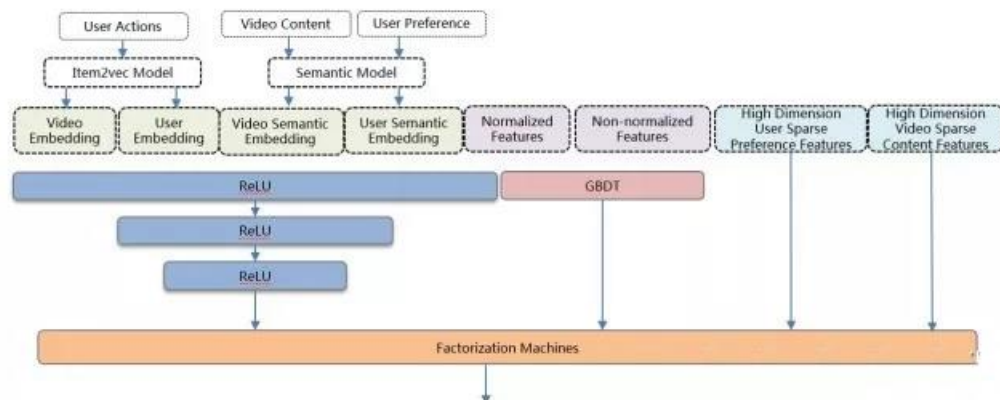 User Actions
Video Content
User Preference
Item2vec Model
Semantic Model
Video
Embedding
User
Embedding
Video Semantic
Embedding
User Semantic
Embedding
Normalized
Features
Non-normalized
Features
High Dimension
User Sparse
Preference Features
High Dimension
Video Sparse
Content Features
ReLU
GBDT
ReLU
ReLU
Factorization Machines